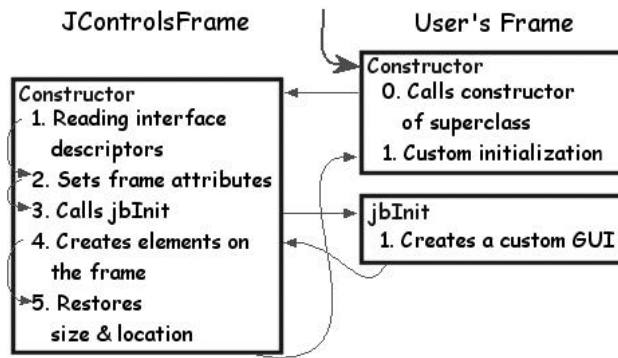 JControlsFrame
User's Frame
Constructor
1. Reading interface
descriptors
2. Sets frame attributes
3. Calls jbInit
4. Creates elements on
the frame
5. Restores
size & location
Constructor
0. Calls constructor
of superclass
1. Custom initialization
jbInit
1. Creates a custom GUI